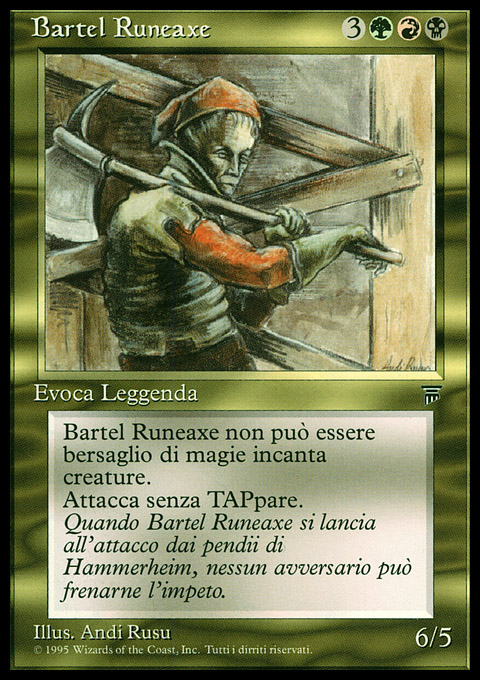 Bartel Runeaxe 3
Evoca Leggenda
Bartel Runeaxe non può essere
bersaglio di magie incanta
creature.
Attacca senza TAPpare.
Quando Bartel Runeaxe si lancia
all'attacco dai pendii di
Hammerheim, nessun avversario può
frenarne l'impeto.
Illus. Andi Rusu
6/5
© 1995 Wizards of the Coast, Inc. Tutti i dirriti riservati.